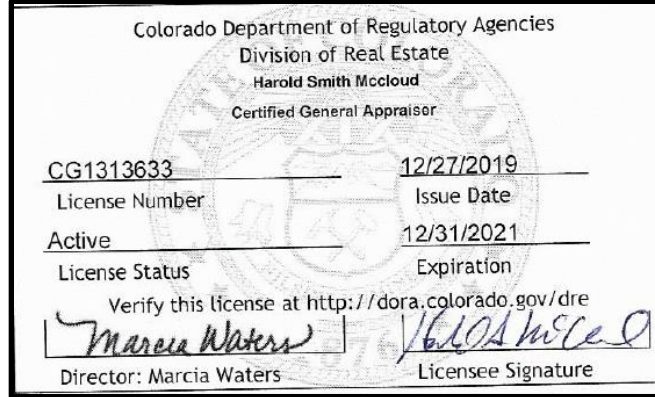 Colorado Department of Regulatory Agencies
Division of Real Estate
Harold Smith Mccloud
Certified General Appraiser
CG1313633 12/27/2019
License Number Issue Date
Active 12/31/2021
License Status Expiration
Verify this license at http://dora.colorado.gov/dre
Marcia Waters
Director: Marcia Waters Licensee Signature